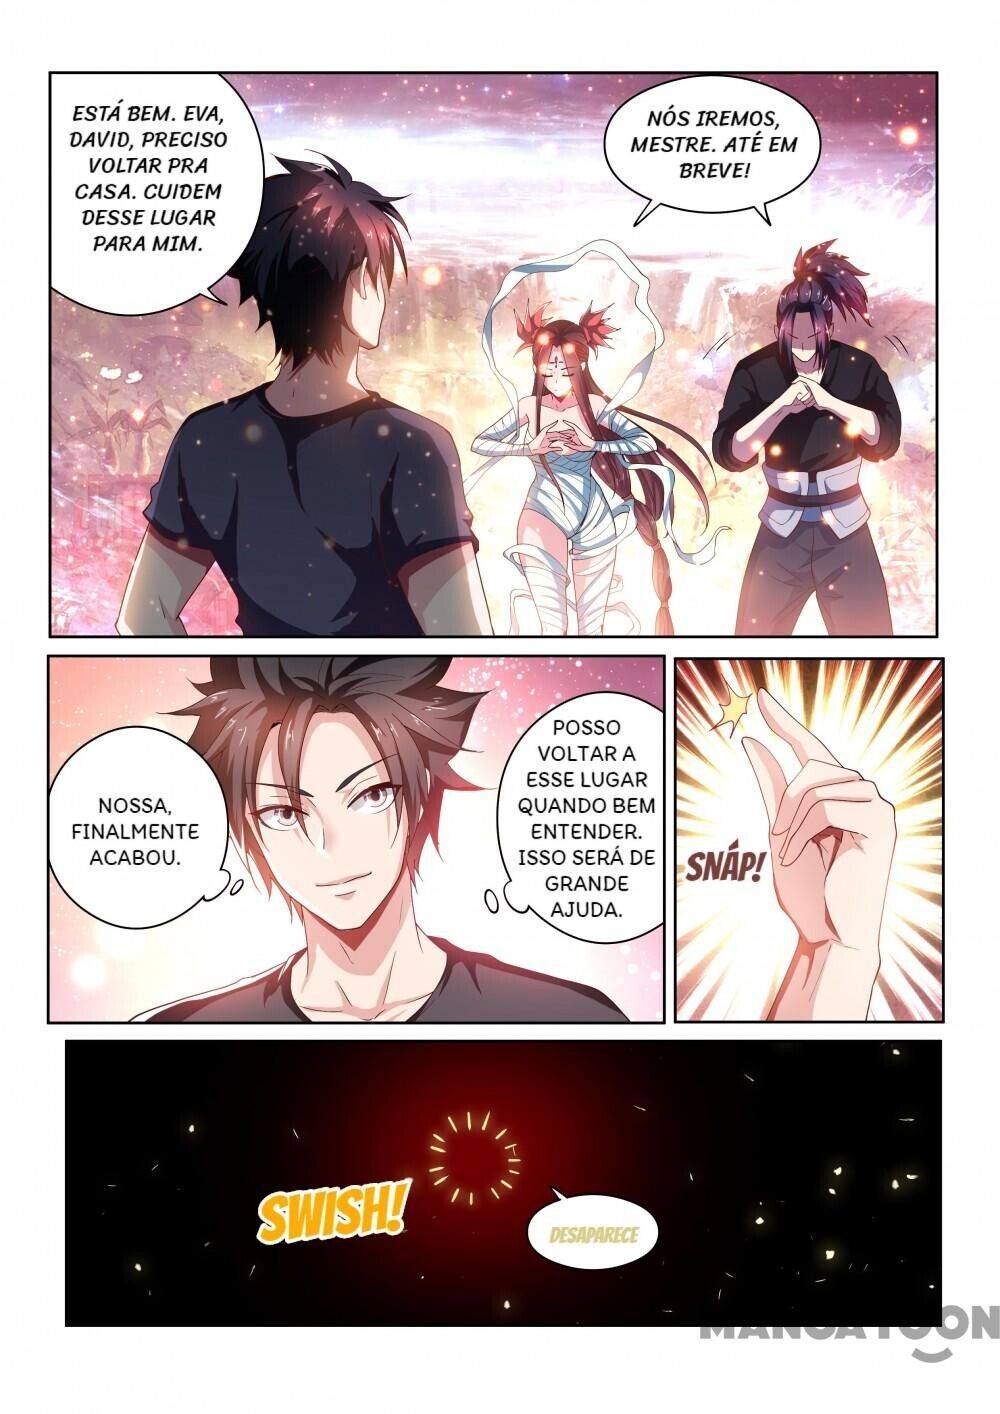 ESTÁ BEM. EVA,
DAVID, PRECISO
VOLTAR PRA
CASA. CUIDEM
DESSE LUGAR
PARA MIM.
NÓS IREMOS,
MESTRE. ATÉ EM
BREVE!
NOSSA,
FINALMENTE
ACABOU.
POSSO
VOLTAR A
ESSE LUGAR
QUANDO BEM
ENTENDER.
ISSO SERÁ DE
GRANDE
AJUDA.
SNÁP!
SWISH!
DESAPARECE
MANGATOON